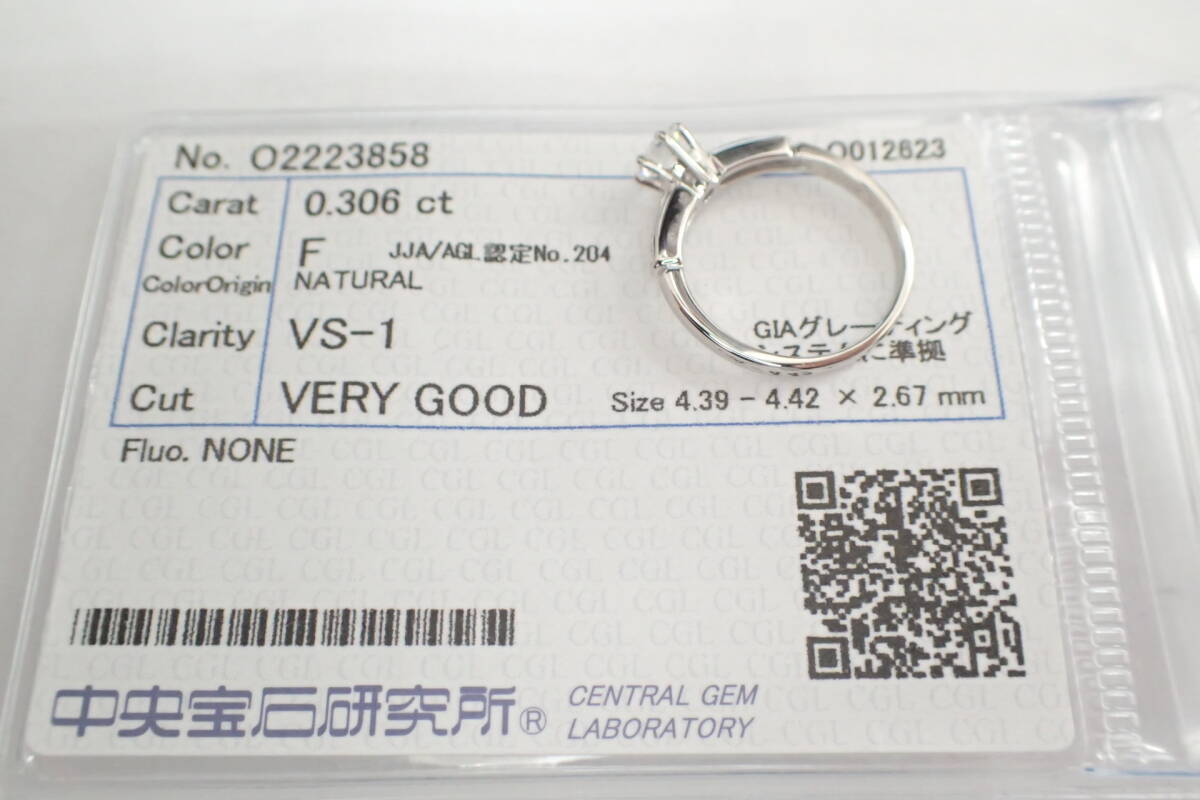 No. O2223858 O012623
Carat 0.306 ct
Color F JJA/AGL認定No.204
ColorOrigin NATURAL
Clarity VS-1
GIAグレーティング
システムに準拠
Cut VERY GOOD Size 4.39 - 4.42 × 2.67 mm
Fluo. NONE
中央宝石研究所® CENTRAL GEM
LABORATORY